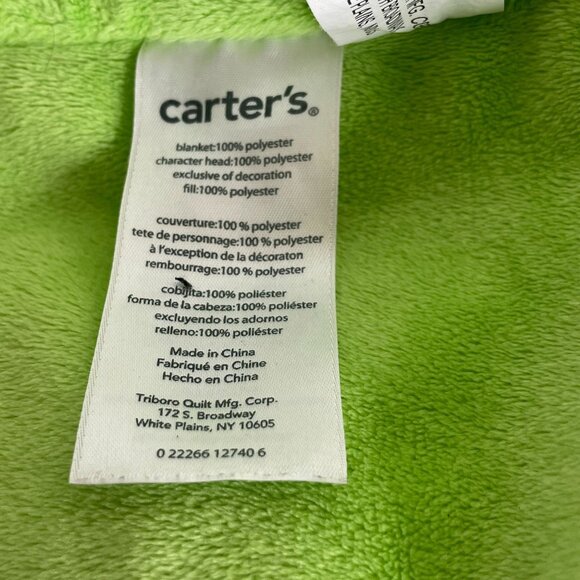 carter's®
blanket:100% polyester
character head:100% polyester
exclusive of decoration
fill:100% polyester
couverture:100 % polyester
tete de personnage:100 % polyester
à l'exception de la décoraton
rembourrage:100 % polyester
cobijita:100% poliéster
forma de la cabeza:100% poliéster
excluyendo los adornos
relleno:100% poliéster
Made in China
Fabriqué en Chine
Hecho en China
Triboro Quilt Mfg. Corp.
172 S. Broadway
White Plains, NY 10605
0 22266 12740 6